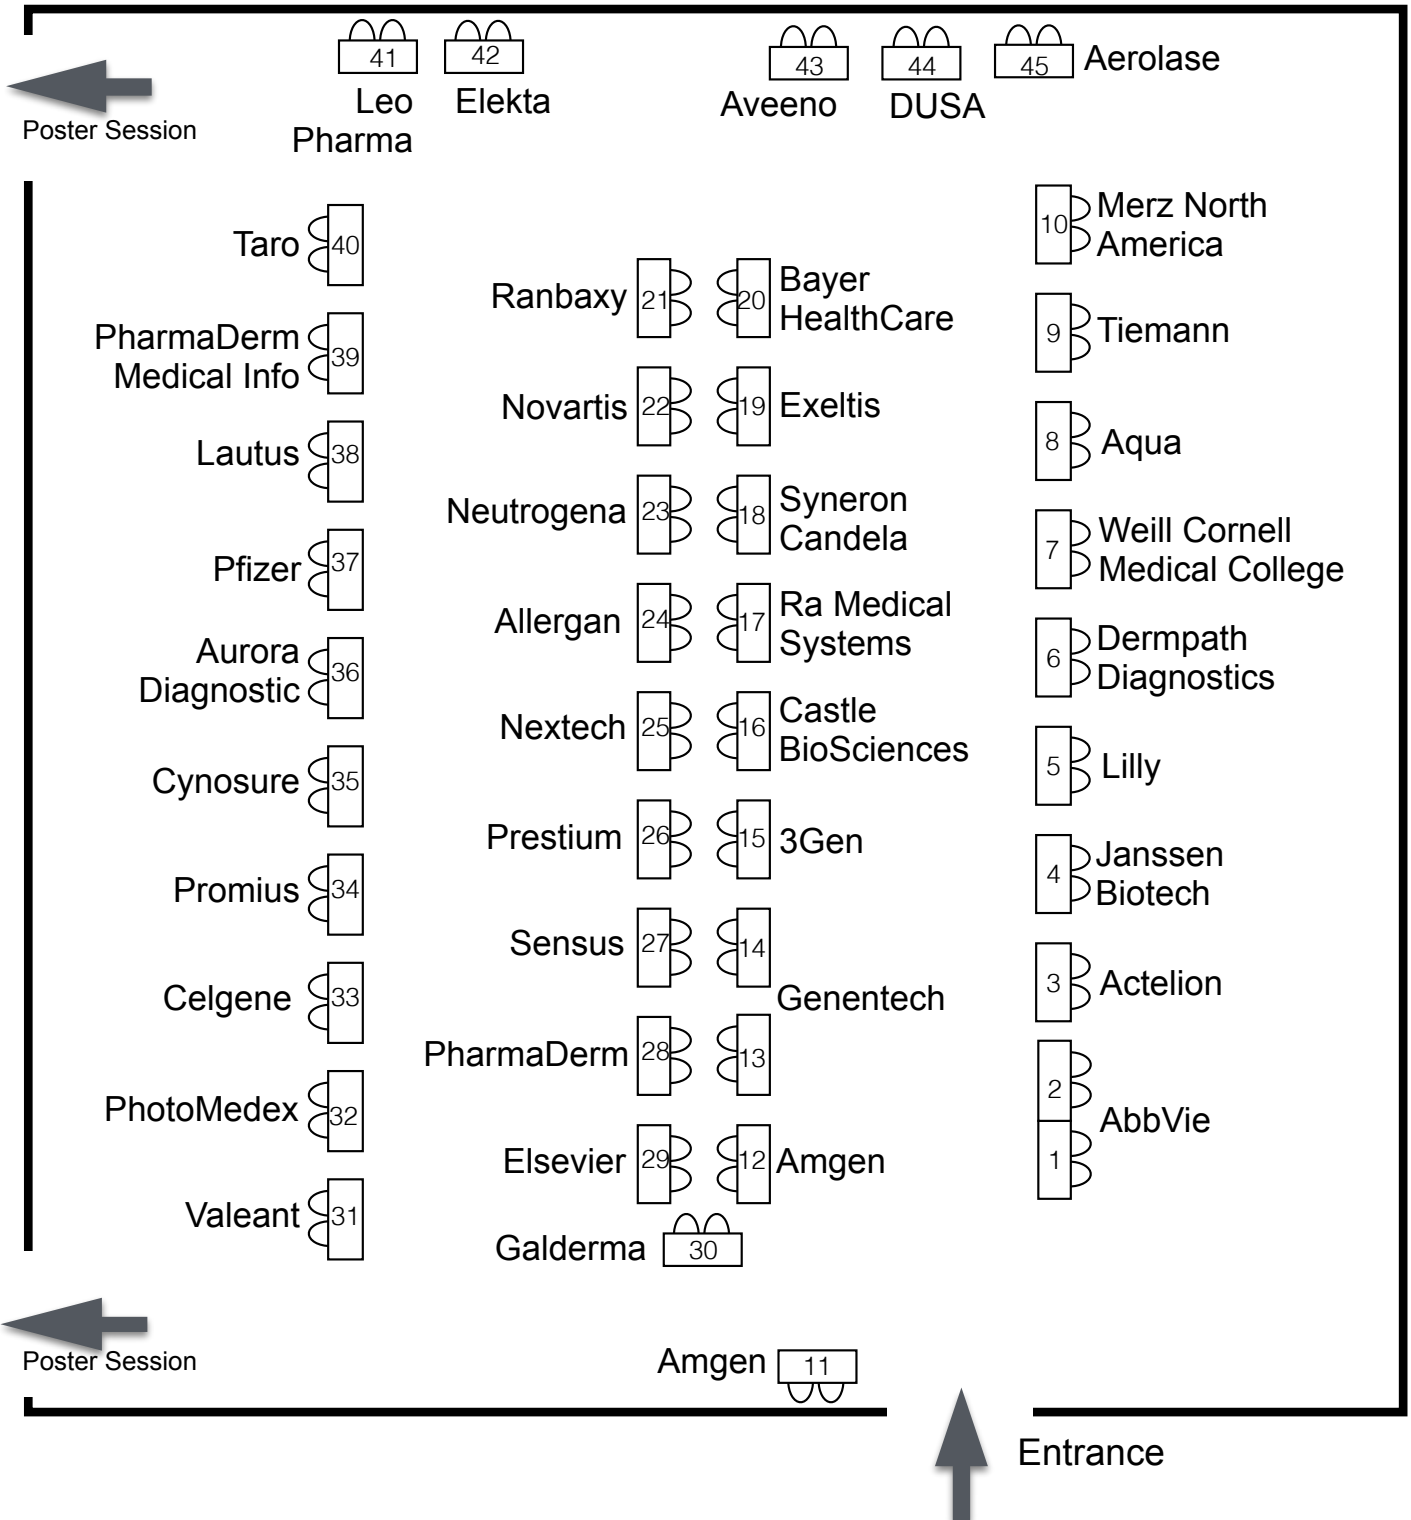 41
42
43
44
45
Aerolase
Leo
Pharma
Elekta
Aveeno
DUSA
Poster Session
Taro
40
PharmaDerm
Medical Info
39
Lautus
38
Pfizer
37
Aurora
Diagnostic
36
Cynosure
35
Promius
34
Celgene
33
PhotoMedex
32
Valeant
31
Ranbaxy
21
Novartis
22
Neutrogena
23
Allergan
24
Nextech
25
Prestium
26
Sensus
27
PharmaDerm
28
Elsevier
29
Galderma
30
20
Bayer
HealthCare
19
Exeltis
18
Syneron
Candela
17
Ra Medical
Systems
16
Castle
BioSciences
15
3Gen
14
Genentech
13
12
Amgen
10
Merz North
America
9
Tiemann
8
Aqua
7
Weill Cornell
Medical College
6
Dermpath
Diagnostics
5
Lilly
4
Janssen
Biotech
3
Actelion
2
AbbVie
1
Poster Session
Amgen
11
Entrance